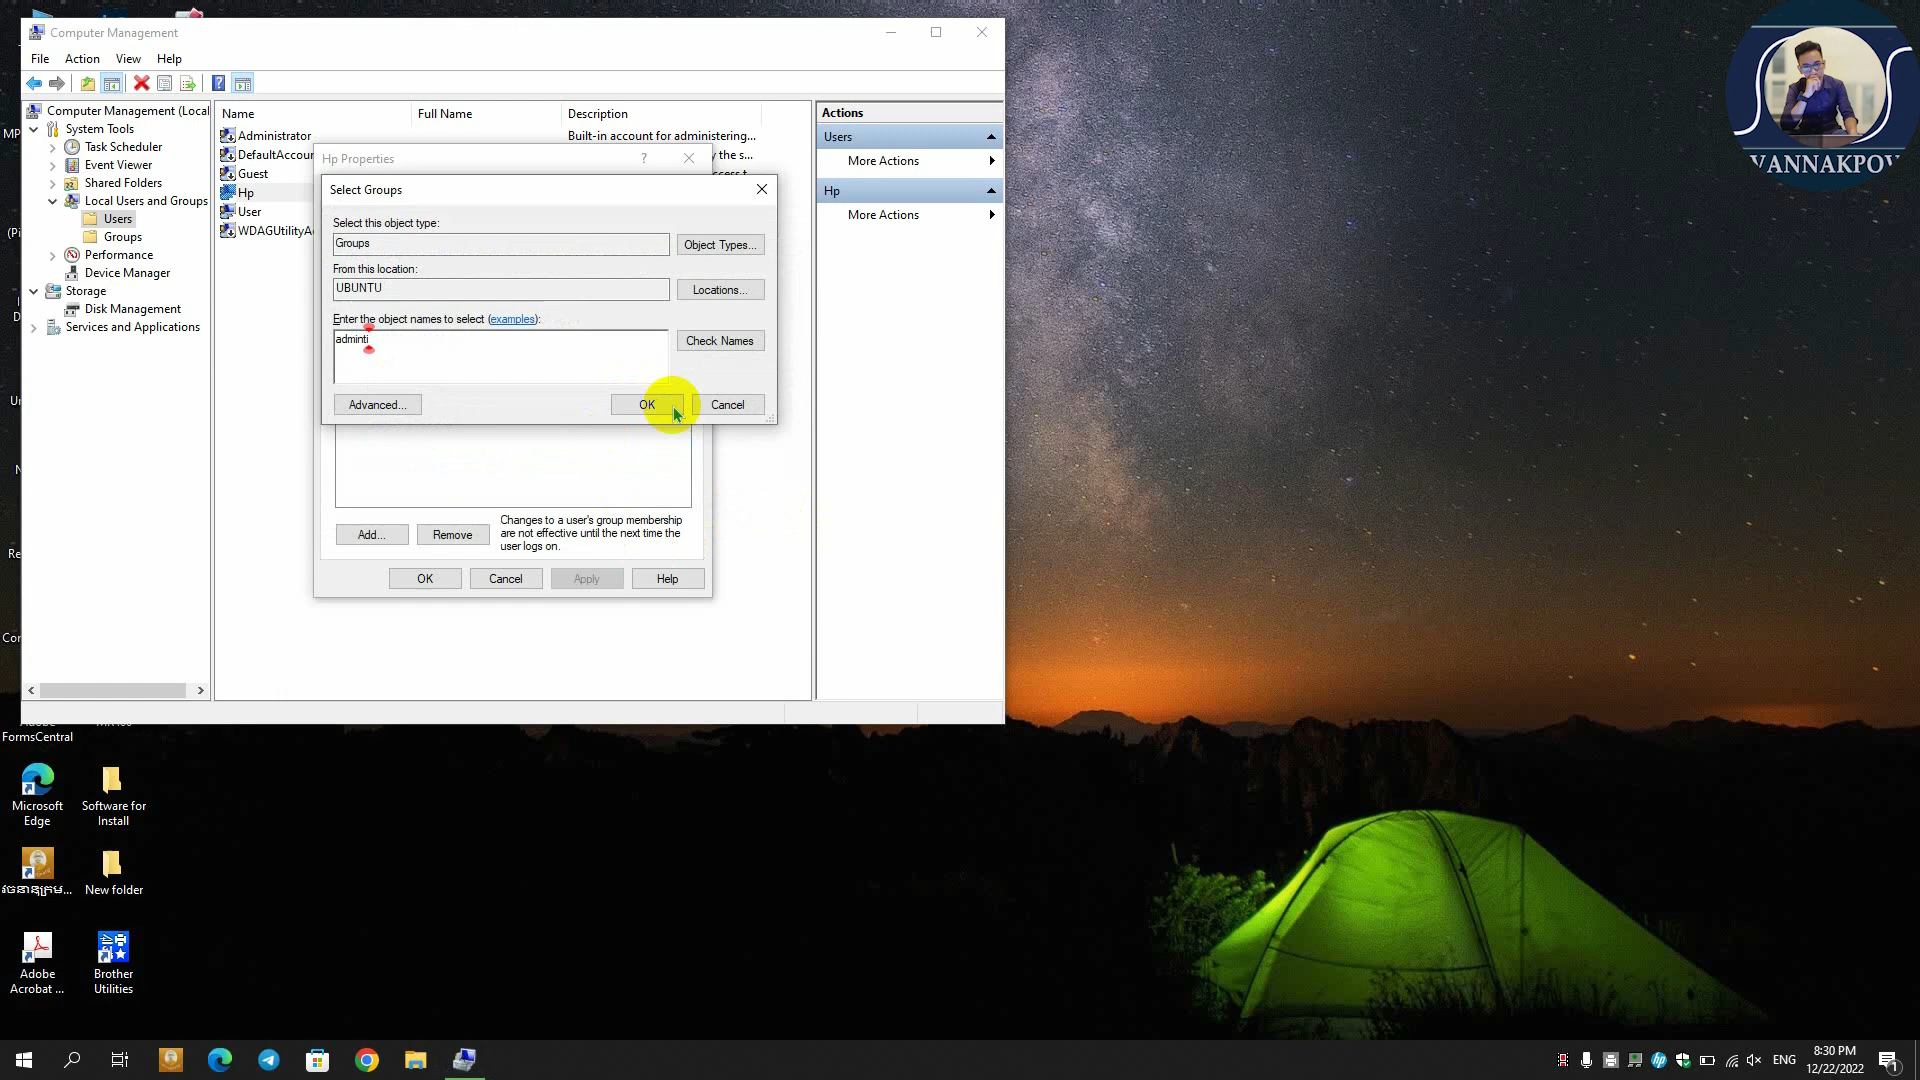 Computer Management
File Action View Help
Computer Management (Local
System Tools
Task Scheduler
Event Viewer
Shared Folders
Local Users and Groups
Users
Groups
Performance
Device Manager
Storage
Disk Management
Services and Applications
Name Full Name Description
Administrator Built-in account for administering...
DefaultAccou y the s...
Guest
Hp
User
WDAGUtilityA
Hp Properties
Select Groups
Select this object type:
Groups
Object Types...
From this location:
UBUNTU
Locations...
Enter the object names to select (examples):
adminti
Check Names
Advanced...
OK
Cancel
Add...
Remove
Changes to a user's group membership
are not effective until the next time the
user logs on.
OK
Cancel
Apply
Help
Actions
Users
More Actions
Hp
More Actions
VANNAKPOV
FormsCentral
Microsoft
Edge
Software for
Install
New folder
Adobe
Acrobat ...
Brother
Utilities
ENG
8:30 PM
12/22/2022
1